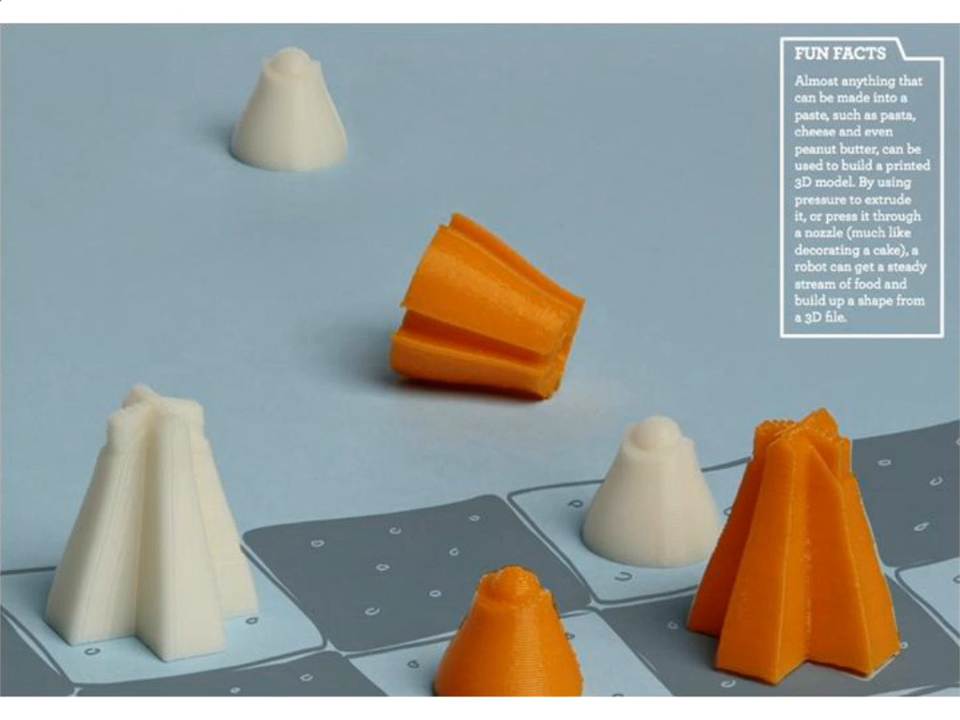 FUN FACTS
Almost anything that
can be made into a
paste, such as pasta,
cheese and even
peanut butter, can be
used to build a printed
3D model. By using
pressure to extrude
it, or press it through
a nozzle (much like
decorating a cake), a
robot can get a steady
stream of food and
build up a shape from
a 3D file.